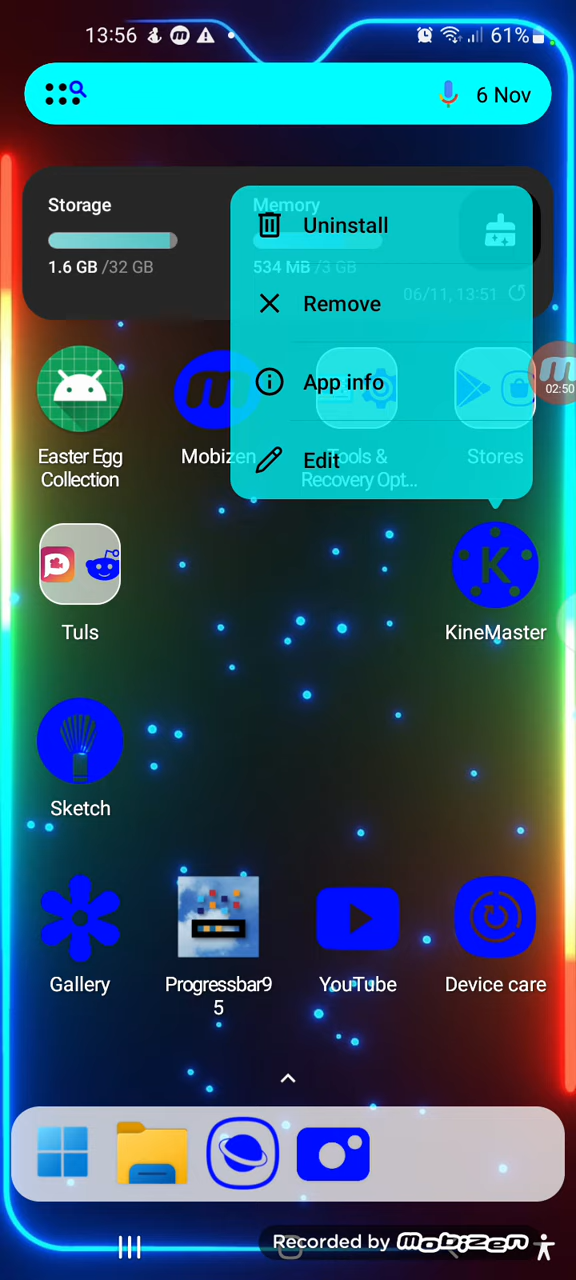 13:56
61%
6 Nov
Storage
Memory
1.6 GB /32 GB
534 MB /3 GB
06/11, 13:51
Uninstall
Remove
App info
Edit
02:50
Easter Egg
Collection
Mobizen
Tools &
Recovery Opt...
Stores
Tuls
K
KineMaster
Sketch
Gallery
Progressbar9
5
YouTube
Device care
Recorded by mobizen